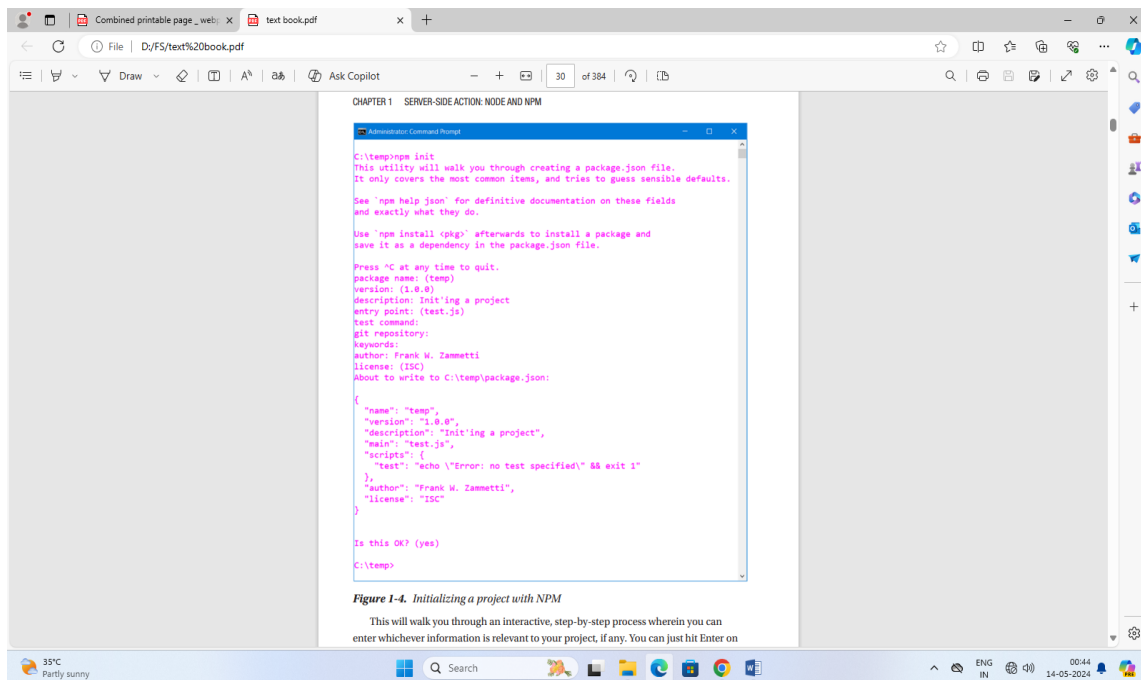 Combined printable page _ web
text book.pdf
File
D:/FS/text%20book.pdf
Draw
Ask Copilot
30
of 384
CHAPTER 1 SERVER-SIDE ACTION: NODE AND NPM
Administrator: Command Prompt
C:\temp>npm init
This utility will walk you through creating a package.json file.
It only covers the most common items, and tries to guess sensible defaults.
See `npm help json` for definitive documentation on these fields
and exactly what they do.
Use `npm install <pkg>` afterwards to install a package and
save it as a dependency in the package.json file.
Press ^C at any time to quit.
package name: (temp)
version: (1.0.0)
description: Init'ing a project
entry point: (test.js)
test command:
git repository:
keywords:
author: Frank W. Zammetti
license: (ISC)
About to write to C:\temp\package.json:
{
"name": "temp",
"version": "1.0.0",
"description": "Init'ing a project",
"main": "test.js",
"scripts": {
"test": "echo \"Error: no test specified\" && exit 1"
},
"author": "Frank W. Zammetti",
"license": "ISC"
}
Is this OK? (yes)
C:\temp>
Figure 1-4. Initializing a project with NPM
This will walk you through an interactive, step-by-step process wherein you can
enter whichever information is relevant to your project, if any. You can just hit Enter on
35°C
Partly sunny
Search
ENG
IN
00:44
14-05-2024